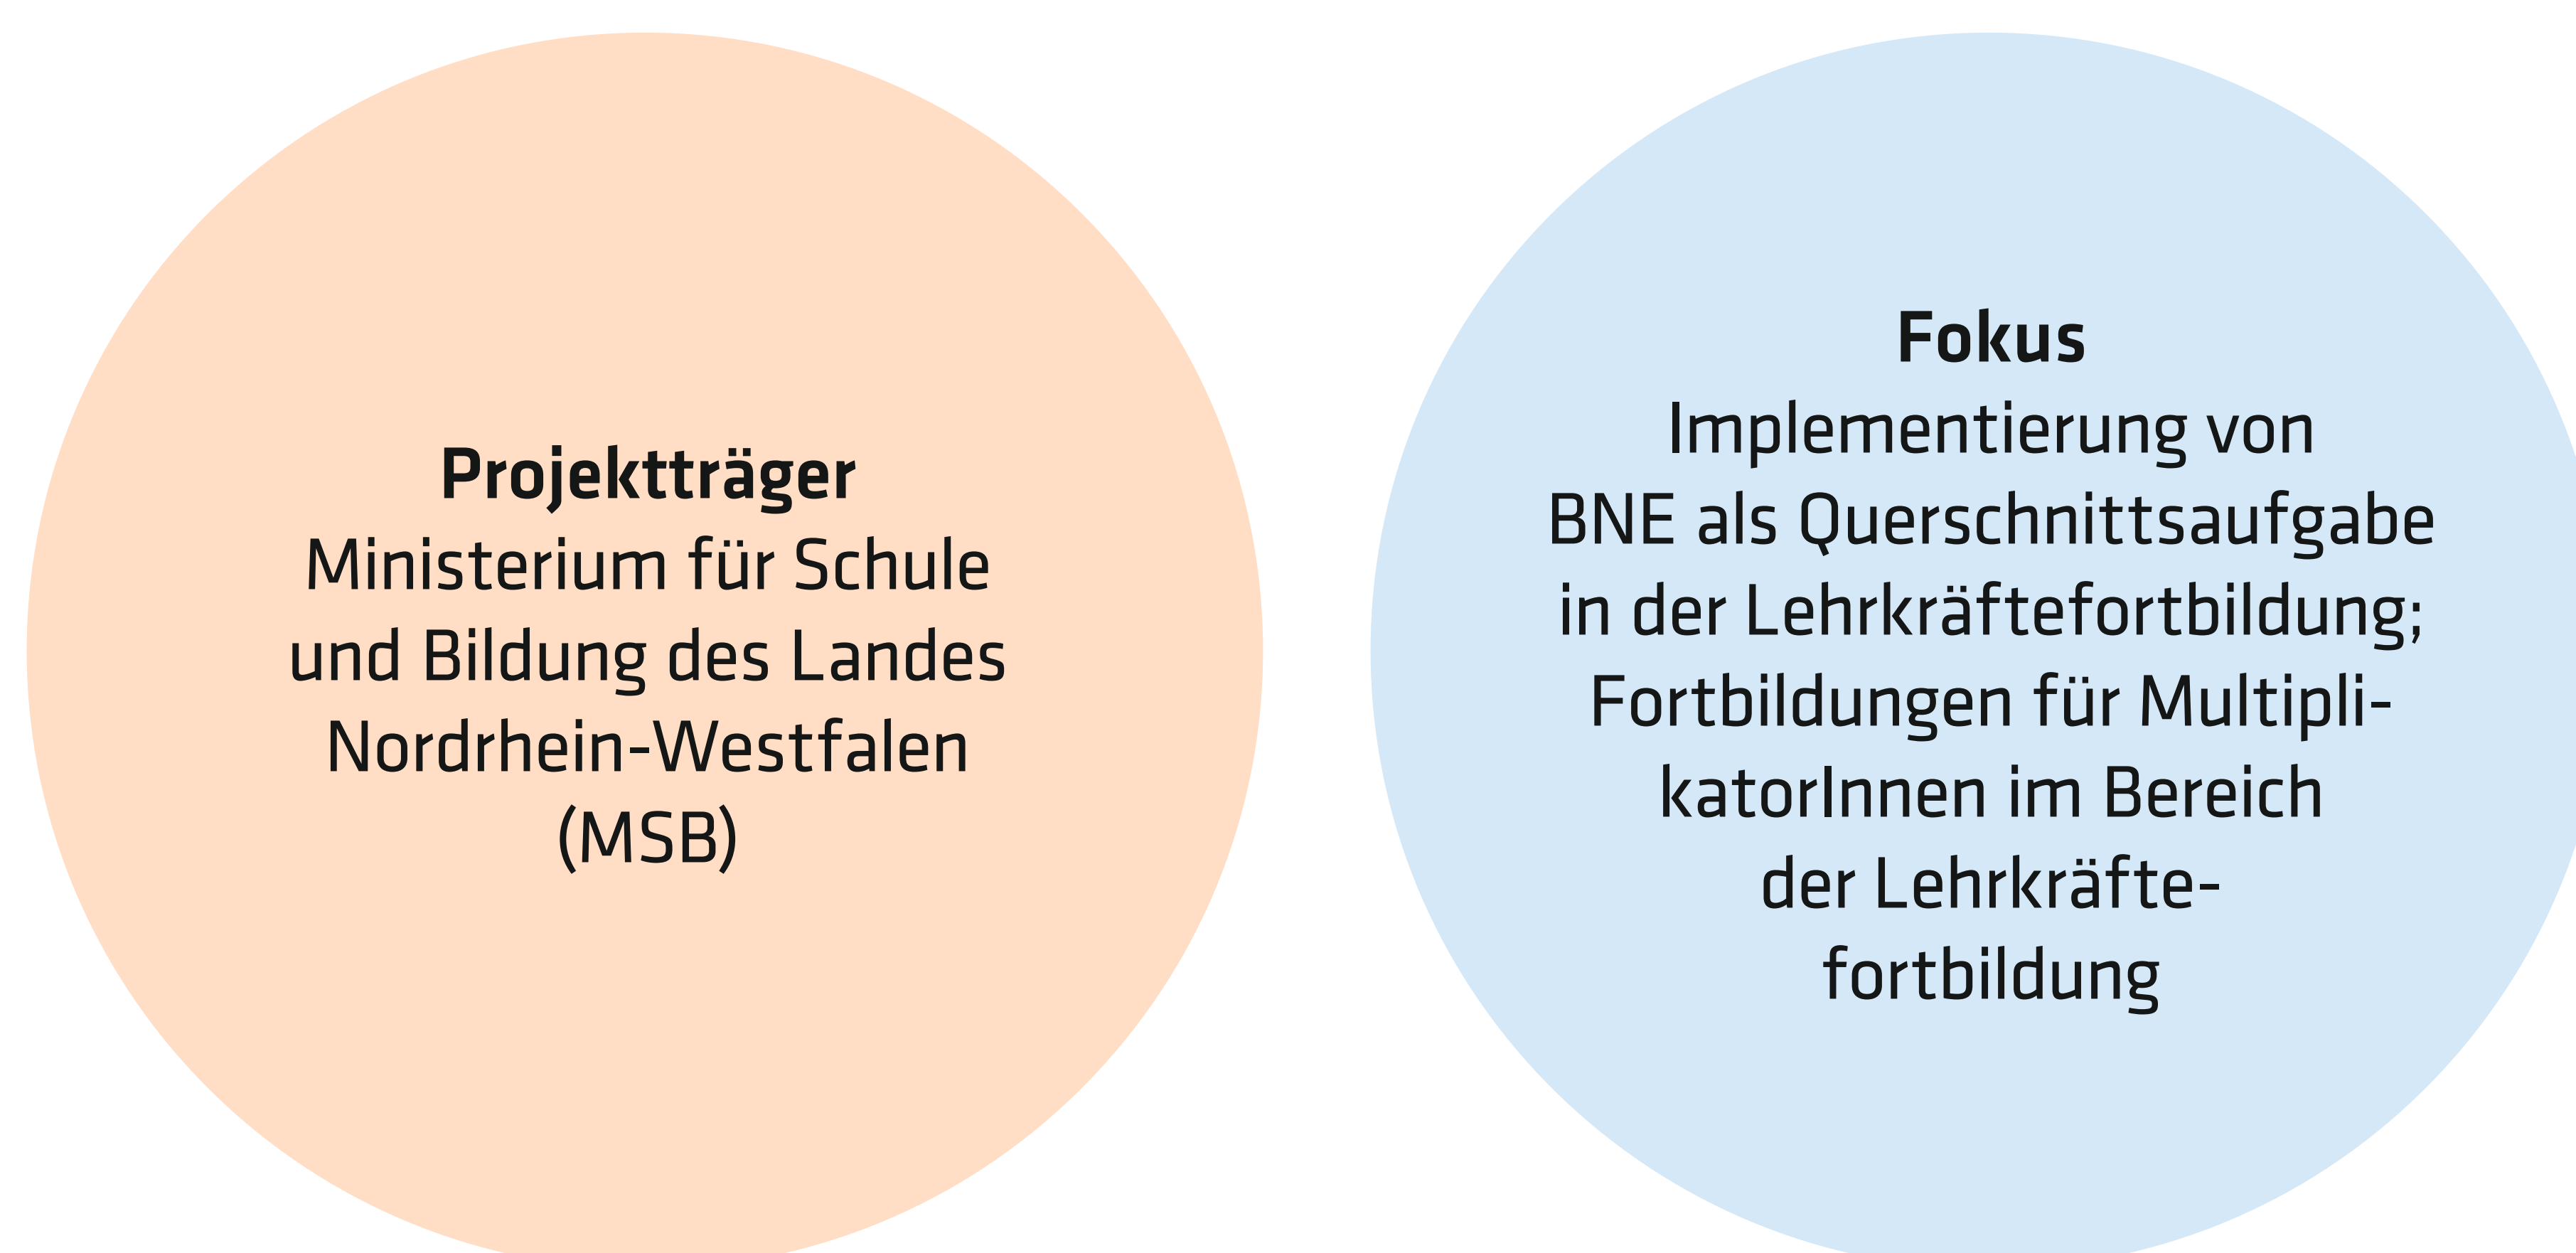 Projektträger
Ministerium für Schule
und Bildung des Landes
Nordrhein-Westfalen
(MSB)
Fokus
Implementierung von
BNE als Querschnittsaufgabe
in der Lehrkräftefortbildung;
Fortbildungen für Multipli-
katorInnen im Bereich
der Lehrkräfte-
fortbildung